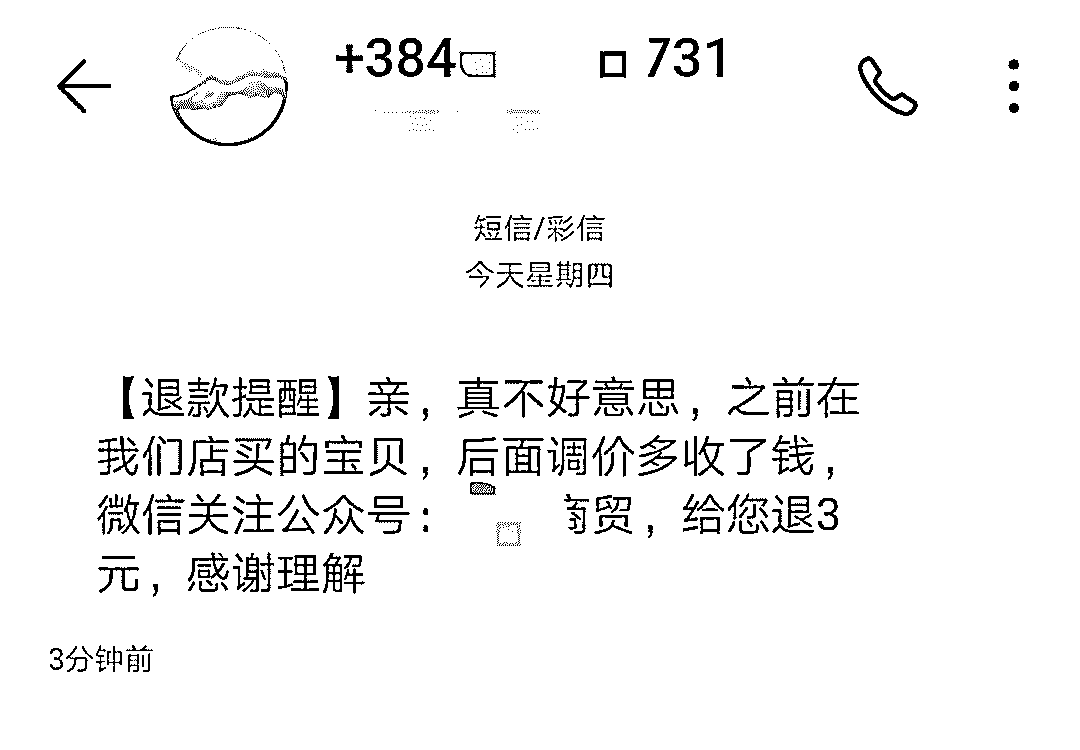 +384 731
短信/彩信
今天星期四
【退款提醒】亲，真不好意思，之前在
我们店买的宝贝，后面调价多收了钱，
微信关注公众号： 商贸，给您退3
元，感谢理解
3分钟前